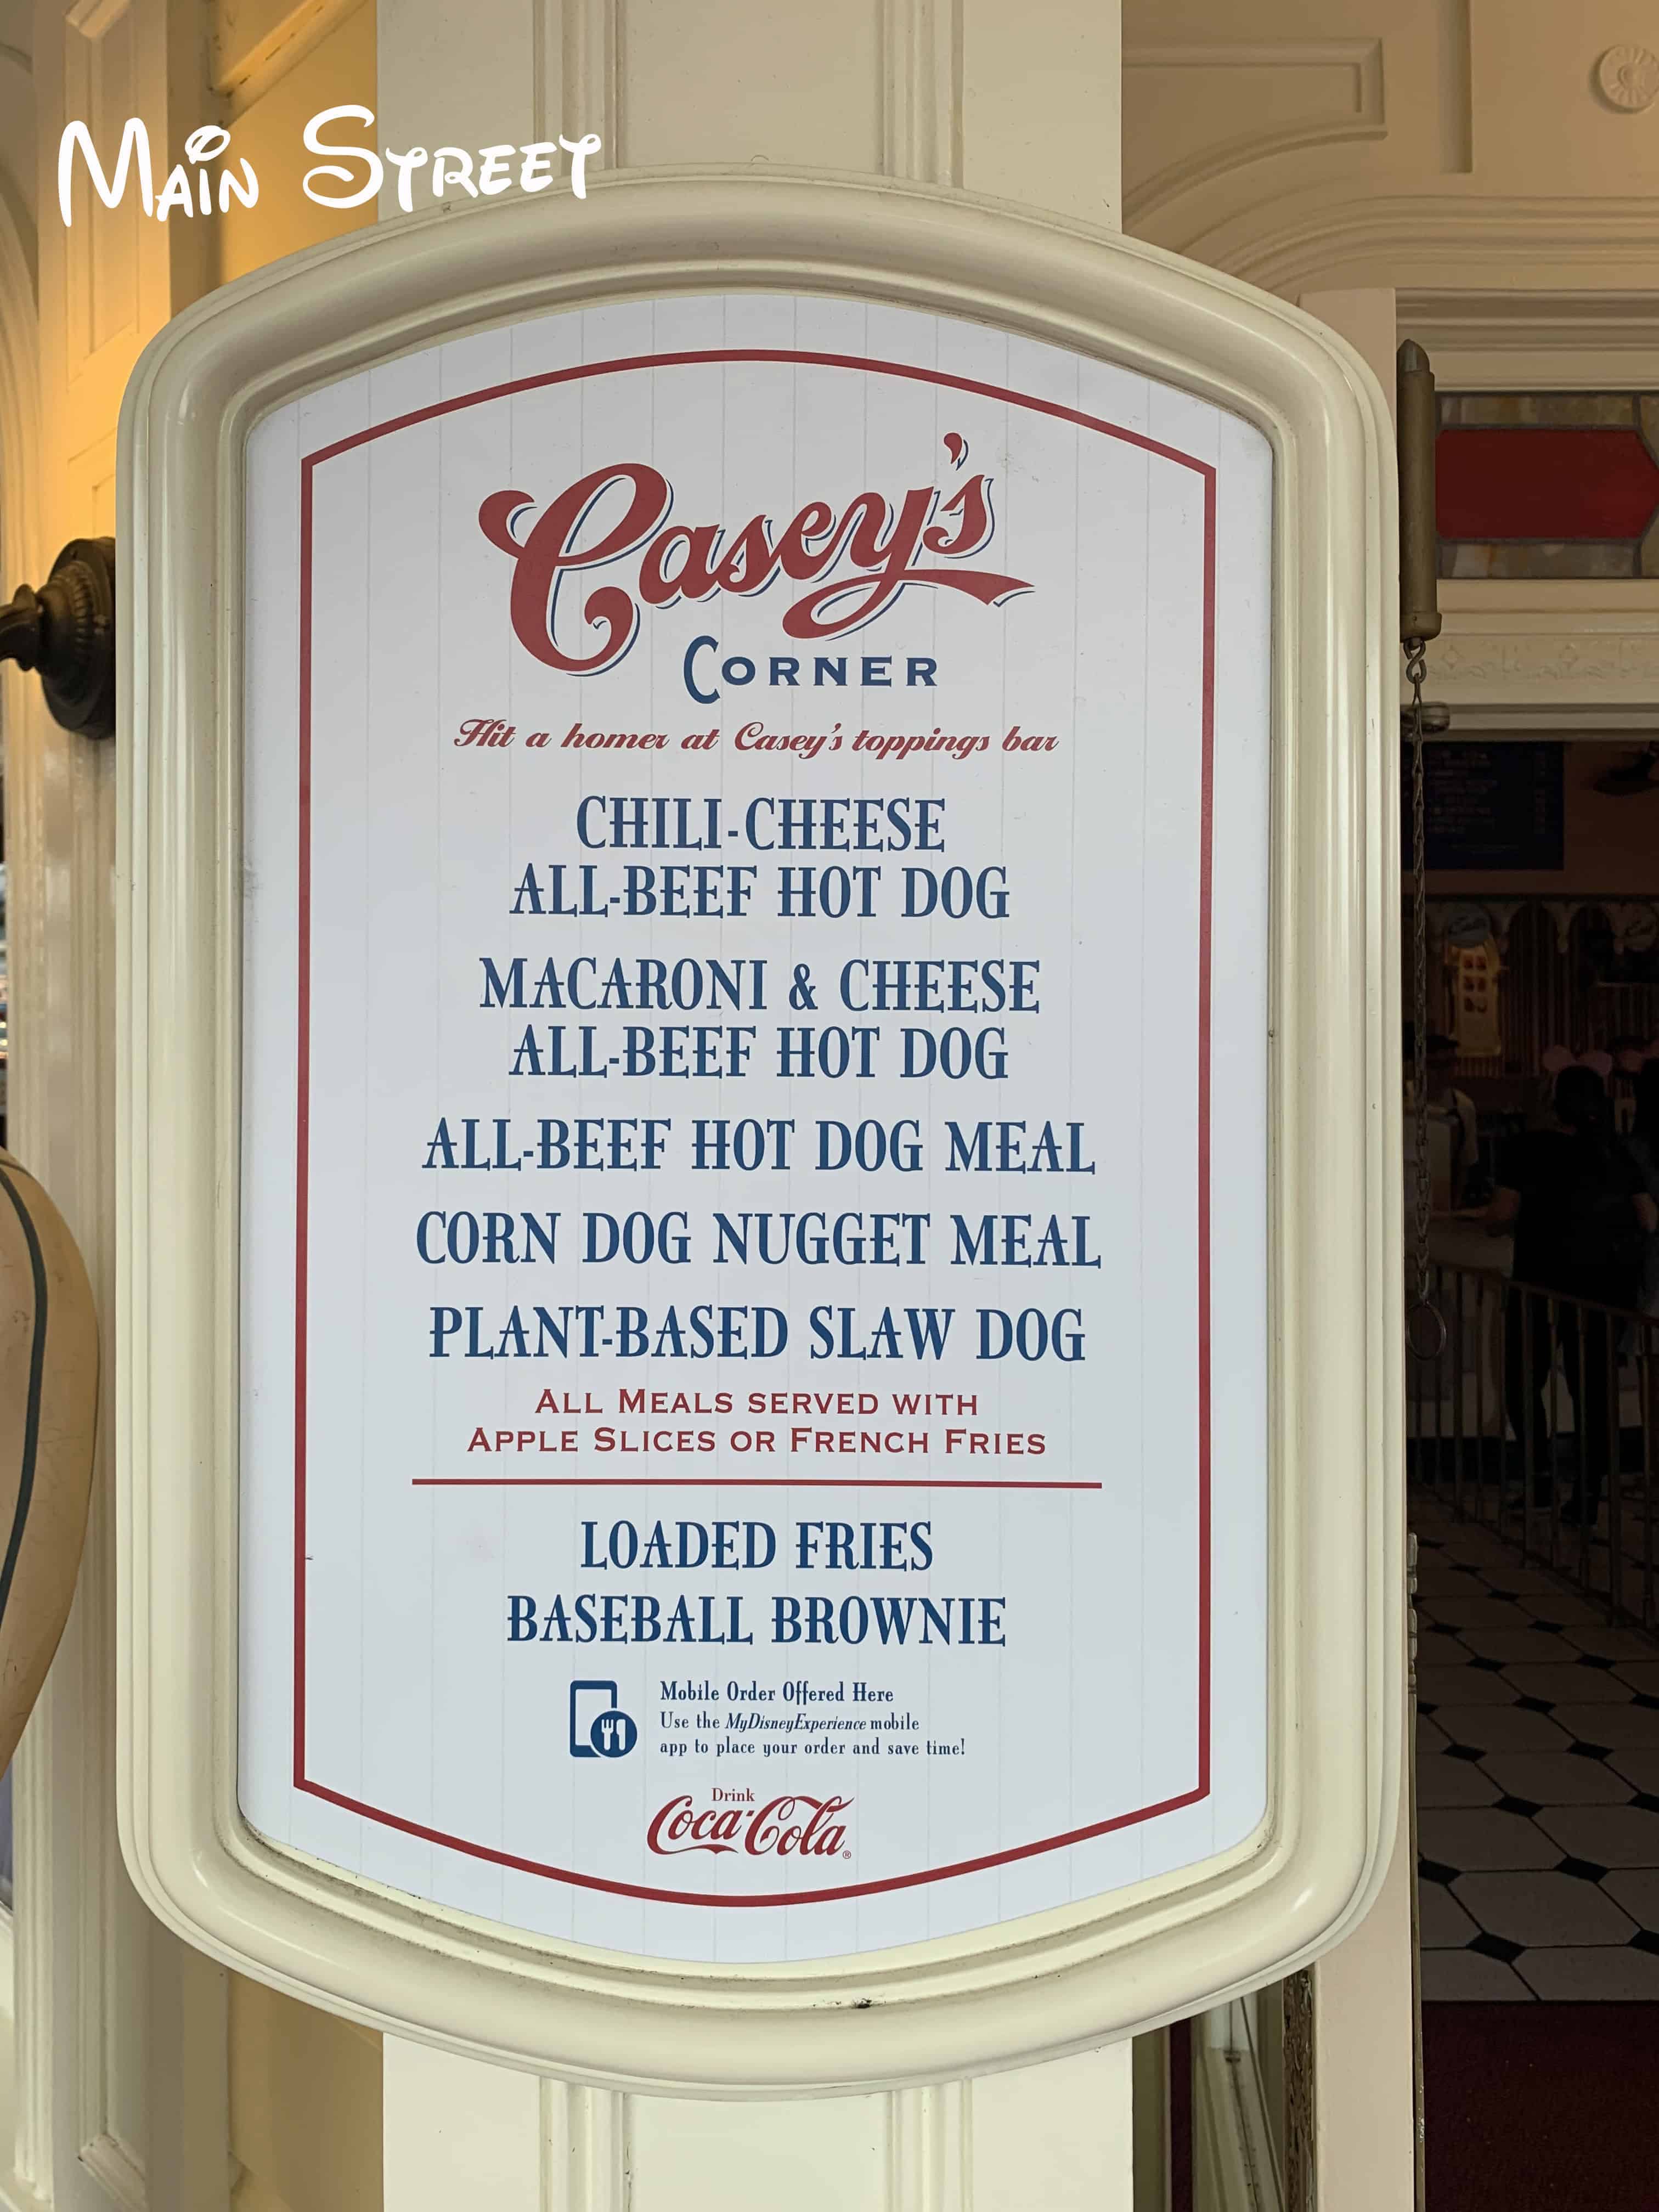 Main Street
Casey's
Corner
Hit a homer at Casey's toppings bar
CHILI-CHEESE
ALL-BEEF HOT DOG
MACARONI & CHEESE
ALL-BEEF HOT DOG
ALL-BEEF HOT DOG MEAL
CORN DOG NUGGET MEAL
PLANT-BASED SLAW DOG
All Meals served with
Apple Slices or French Fries
LOADED FRIES
BASEBALL BROWNIE
Mobile Order Offered Here
Use the MyDisneyExperience mobile
app to place your order and save time!
Drink
Coca-Cola®